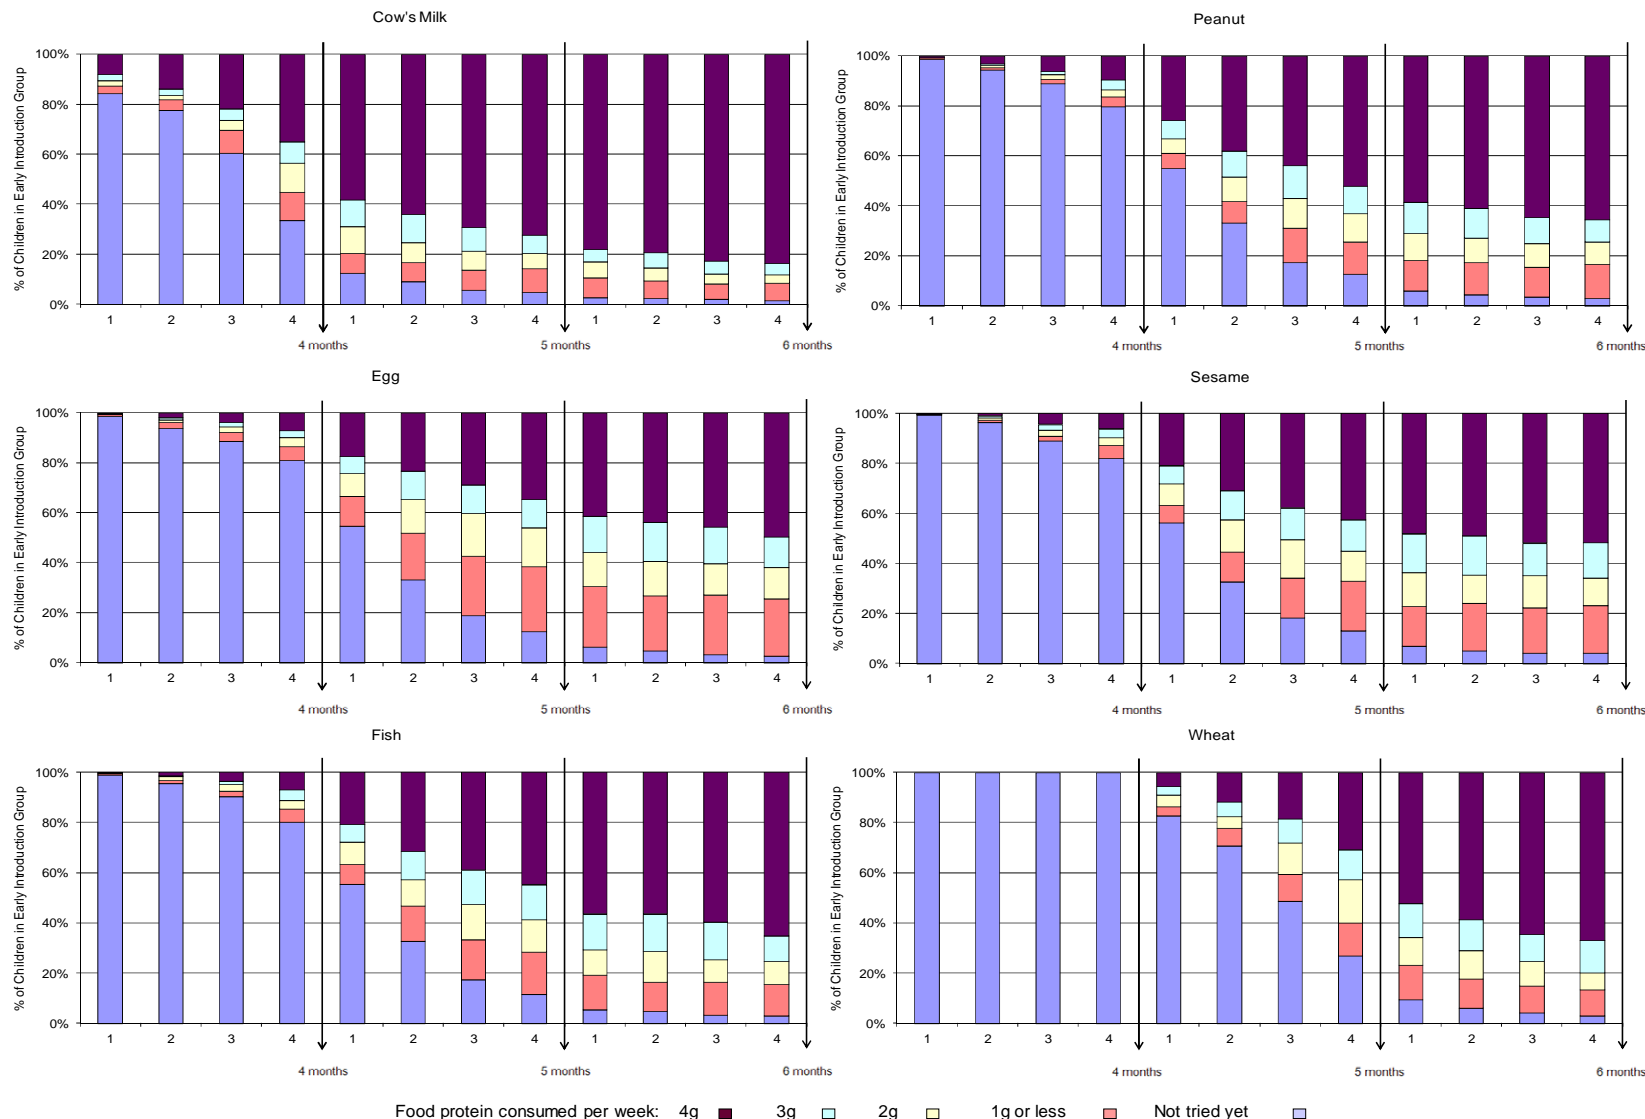 Cow's Milk
% of Children in Early Introduction Group
100%
80%
60%
40%
20%
0%
1 2 3 4 1 2 3 4 1 2 3 4
4 months 5 months 6 months
Peanut
% of Children in Early Introduction Group
100%
80%
60%
40%
20%
0%
1 2 3 4 1 2 3 4 1 2 3 4
4 months 5 months 6 months
Egg
% of Children in Early Introduction Group
100%
80%
60%
40%
20%
0%
1 2 3 4 1 2 3 4 1 2 3 4
4 months 5 months 6 months
Sesame
% of Children in Early Introduction Group
100%
80%
60%
40%
20%
0%
1 2 3 4 1 2 3 4 1 2 3 4
4 months 5 months 6 months
Fish
% of Children in Early Introduction Group
100%
80%
60%
40%
20%
0%
1 2 3 4 1 2 3 4 1 2 3 4
4 months 5 months 6 months
Wheat
% of Children in Early Introduction Group
100%
80%
60%
40%
20%
0%
1 2 3 4 1 2 3 4 1 2 3 4
4 months 5 months 6 months
Food protein consumed per week: 4g 3g 2g 1g or less Not tried yet